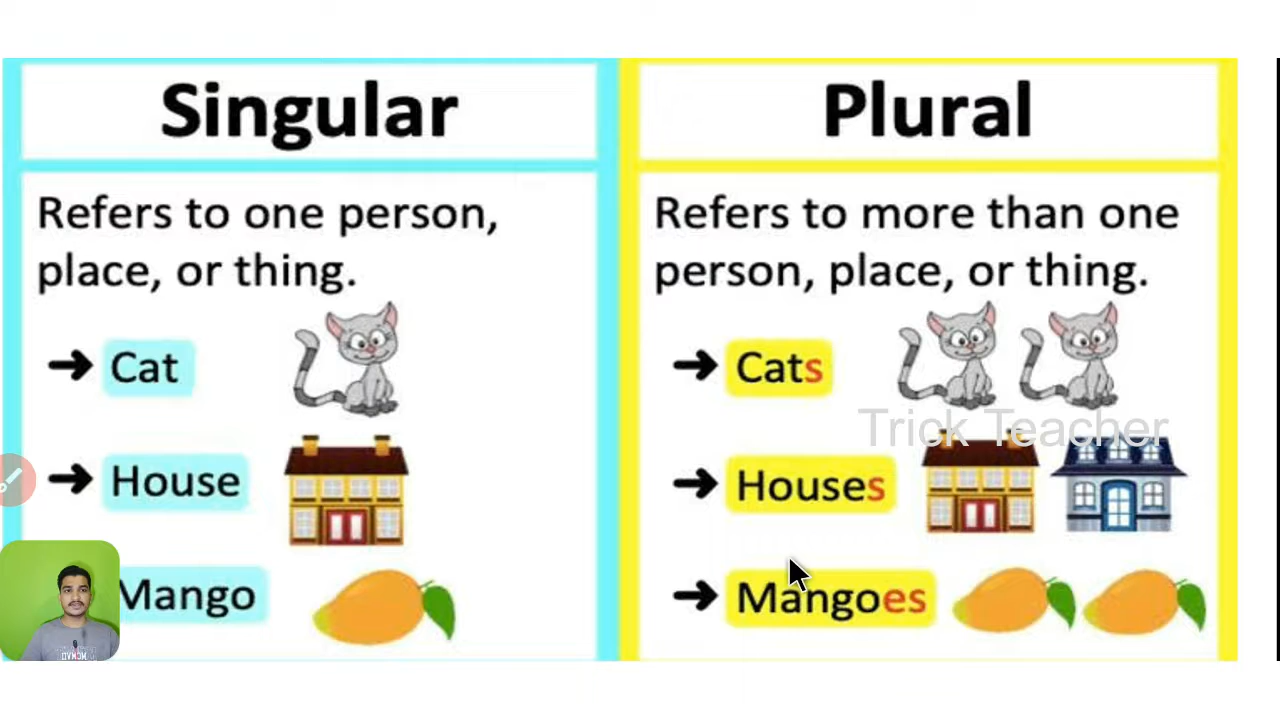 Singular
Refers to one person,
place, or thing.
➜ Cat
➜ House
Mango
Plural
Refers to more than one
person, place, or thing.
➜ Cats
Trick Teacher
➜ Houses
➜ Mangoes